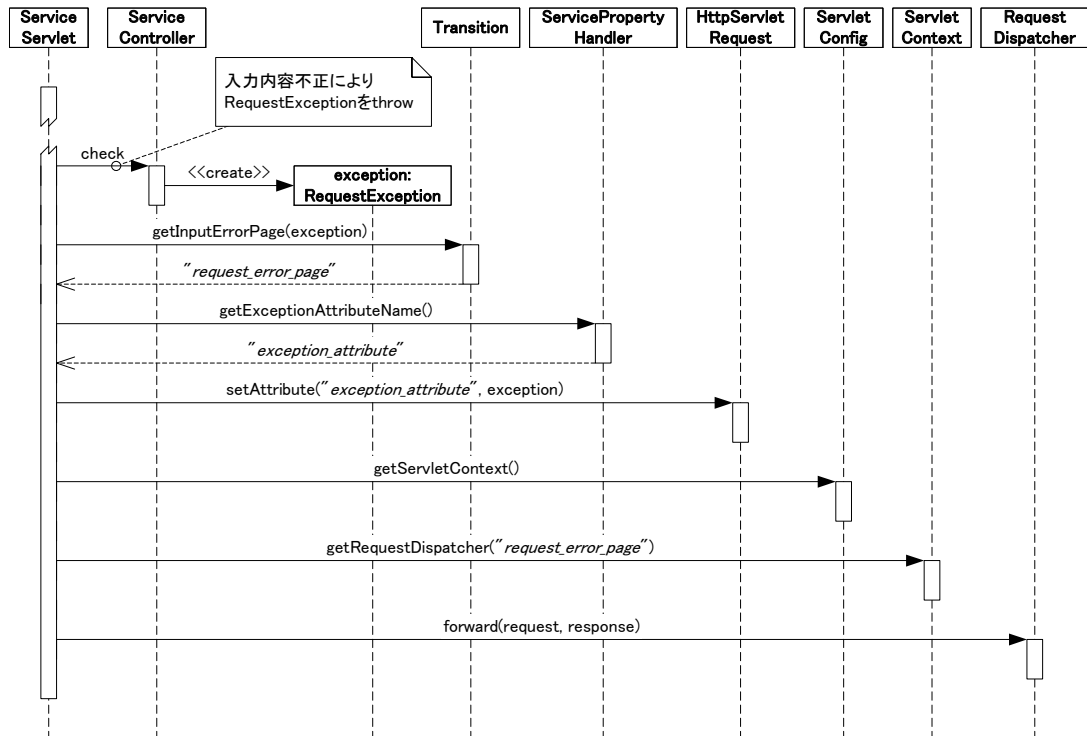 Service
Servlet
Service
Controller
Transition
ServiceProperty
Handler
HttpServlet
Request
Servlet
Config
Servlet
Context
Request
Dispatcher
入力内容不正により
RequestExceptionをthrow
check
<<create>>
exception:
RequestException
getInputErrorPage(exception)
"request_error_page"
getExceptionAttributeName()
"exception_attribute"
setAttribute("exception_attribute", exception)
getServletContext()
getRequestDispatcher("request_error_page")
forward(request, response)